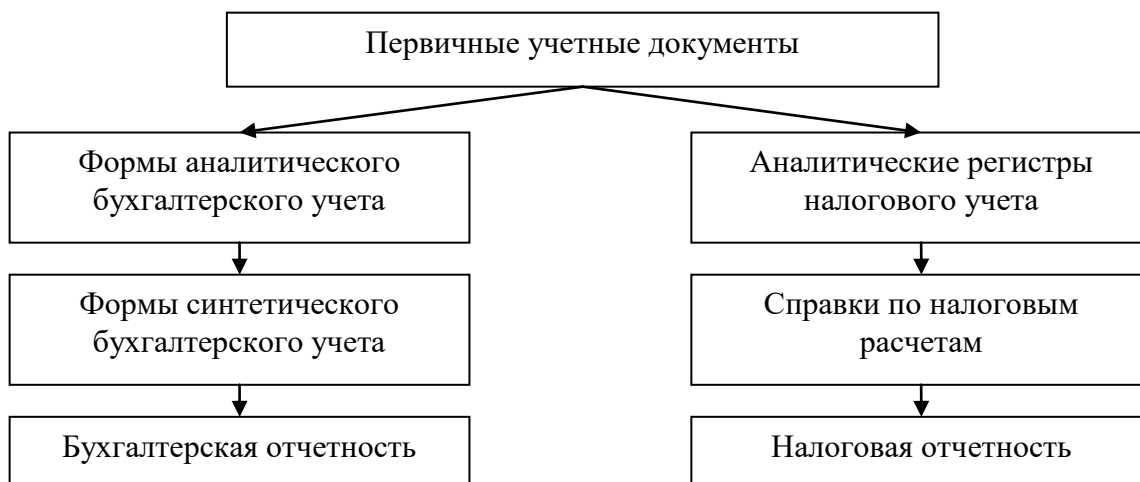 Первичные учетные документы
Формы аналитического
бухгалтерского учета
Аналитические регистры
налогового учета
Формы синтетического
бухгалтерского учета
Справки по налоговым
расчетам
Бухгалтерская отчетность
Налоговая отчетность